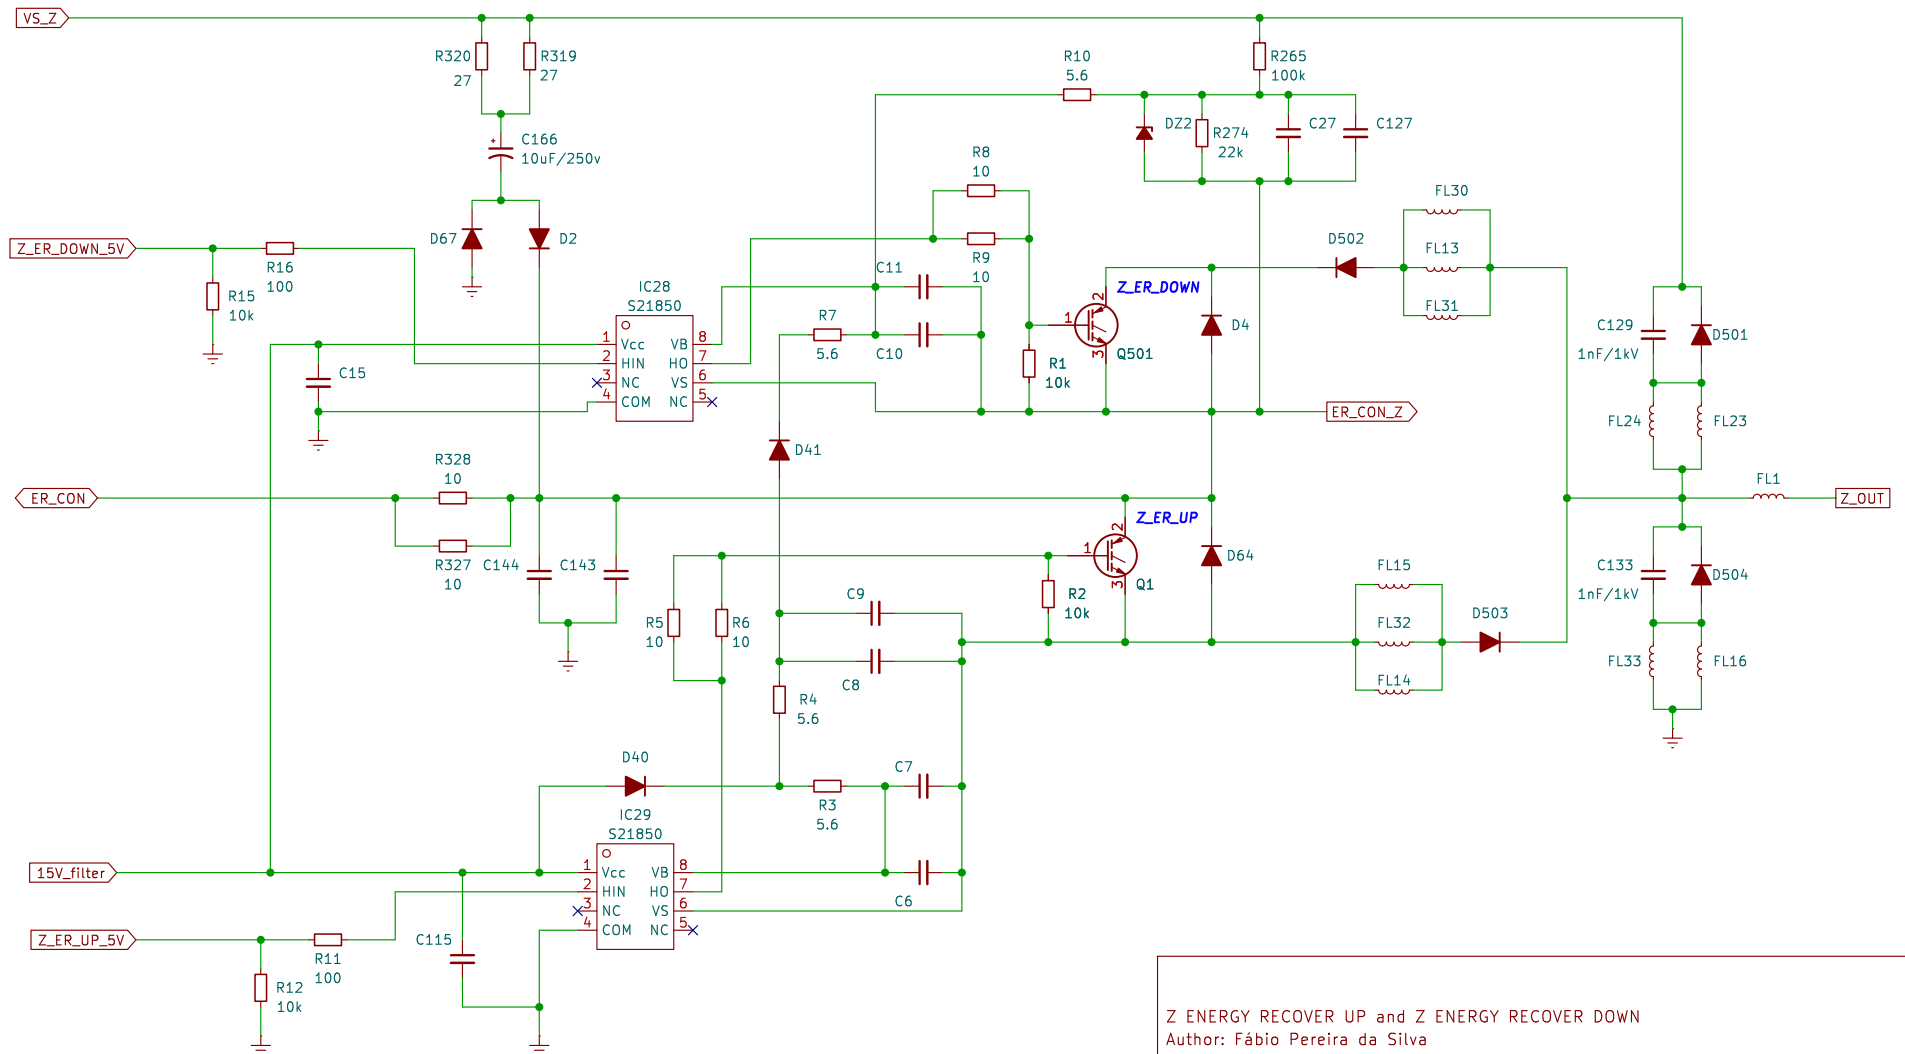 VS_Z
R320
27
R319
27
C166
+
10uF/250v
R10
5.6
R265
100k
DZ2
R274
22k
C27
C127
R8
10
R9
10
FL30
FL13
FL31
D502
Z_ER_DOWN_5V
R16
100
R15
10k
D67
D2
C11
C10
Z_ER_DOWN
IC28
S21850
1 Vcc VB 8
2 HIN HO 7
3 NC VS 6
4 COM NC 5
R7
5.6
1
2
3
Q501
R1
10k
D4
C129
1nF/1kV
D501
C15
ER_CON_Z
FL24
FL23
D41
R328
10
ER_CON
R327
10
C144
C143
Z_ER_UP
1
2
3
Q1
D64
FL1
Z_OUT
C133
1nF/1kV
D504
FL15
FL32
FL14
D503
R5
10
R6
10
C9
C8
R2
10k
FL33
FL16
R4
5.6
D40
C7
R3
5.6
IC29
S21850
1 Vcc VB 8
2 HIN HO 7
3 NC VS 6
4 COM NC 5
C6
15V_filter
Z_ER_UP_5V
R11
100
R12
10k
C115
Z ENERGY RECOVER UP and Z ENERGY RECOVER DOWN
Author: Fábio Pereira da Silva